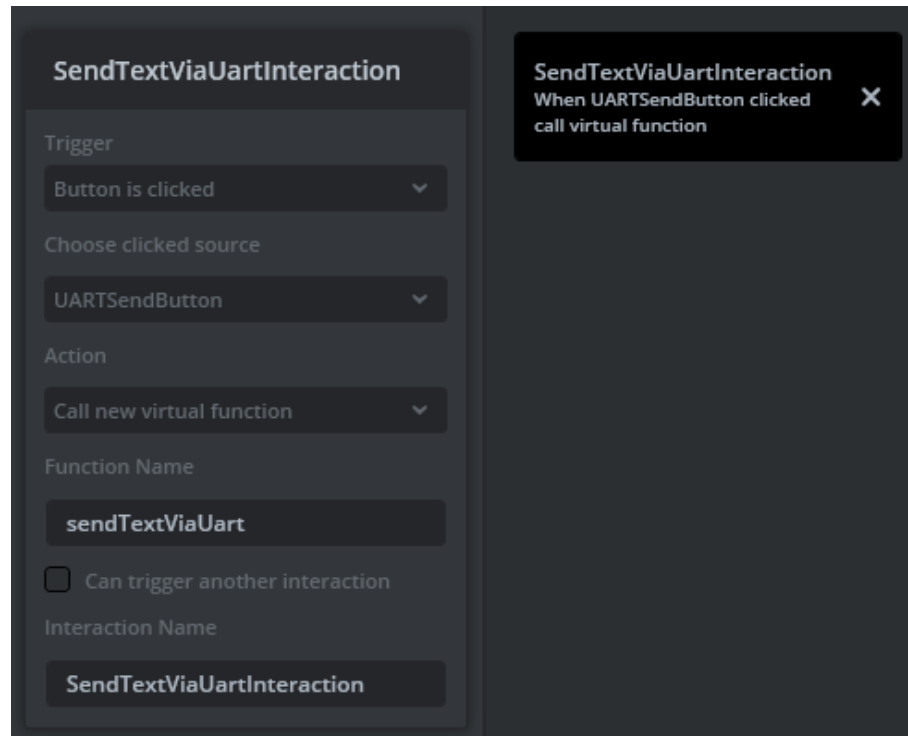 SendTextViaUartInteraction
Trigger
Button is clicked
Choose clicked source
UARTSendButton
Action
Call new virtual function
Function Name
sendTextViaUart
Can trigger another interaction
Interaction Name
SendTextViaUartInteraction
SendTextViaUartInteraction
When UARTSendButton clicked
call virtual function